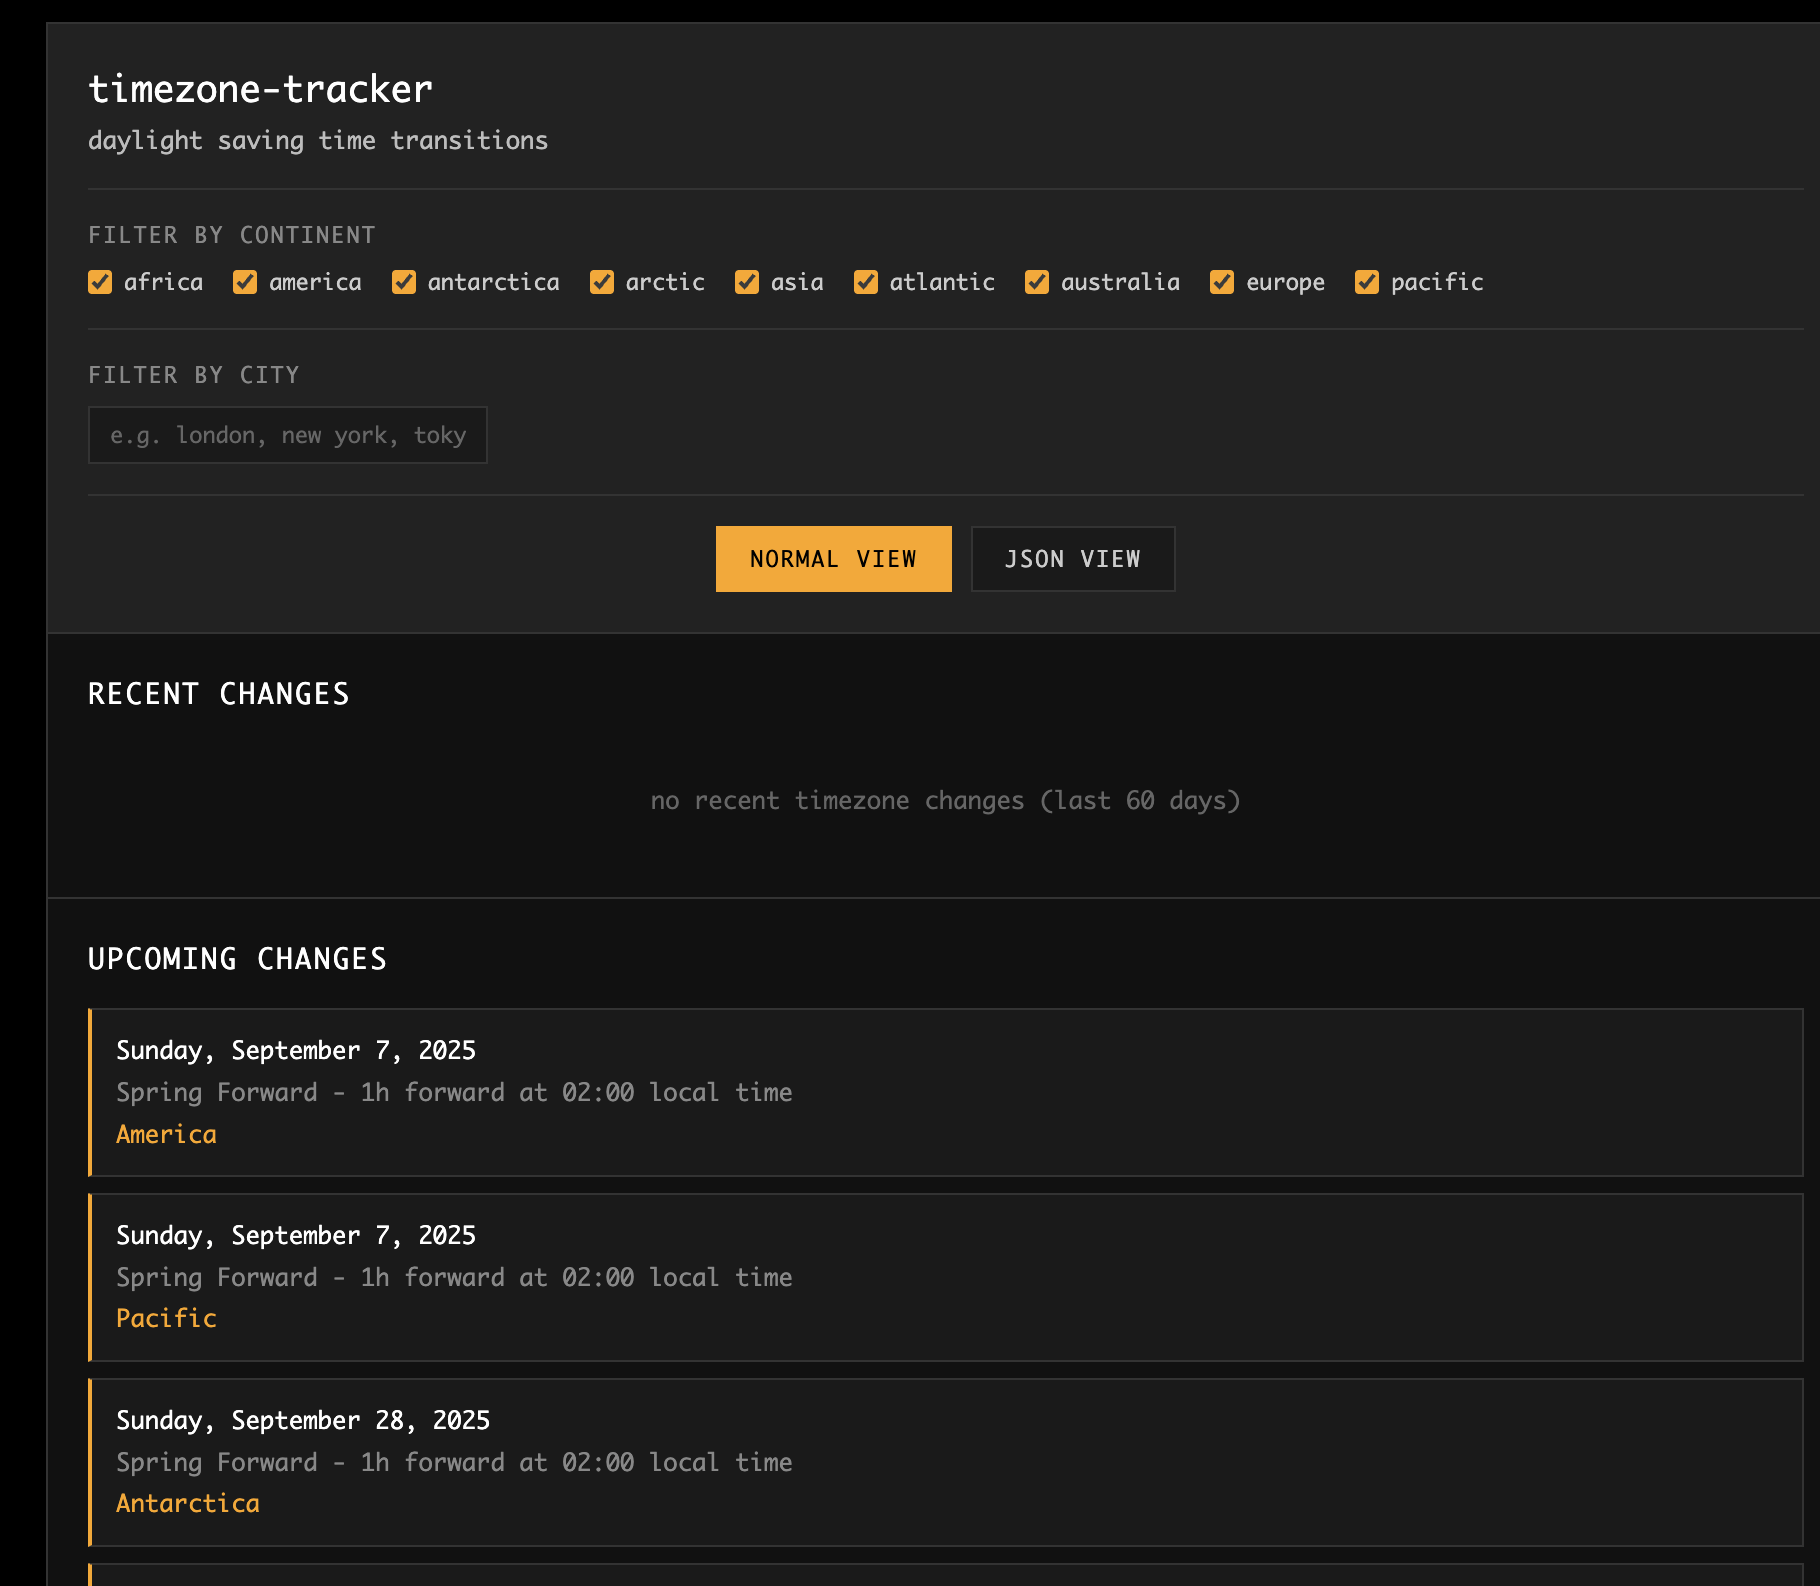 timezone-tracker
daylight saving time transitions
FILTER BY CONTINENT
africa america antarctica arctic asia atlantic australia europe pacific
FILTER BY CITY
e.g. london, new york, toky
NORMAL VIEW JSON VIEW
RECENT CHANGES
no recent timezone changes (last 60 days)
UPCOMING CHANGES
Sunday, September 7, 2025
Spring Forward - 1h forward at 02:00 local time
America
Sunday, September 7, 2025
Spring Forward - 1h forward at 02:00 local time
Pacific
Sunday, September 28, 2025
Spring Forward - 1h forward at 02:00 local time
Antarctica